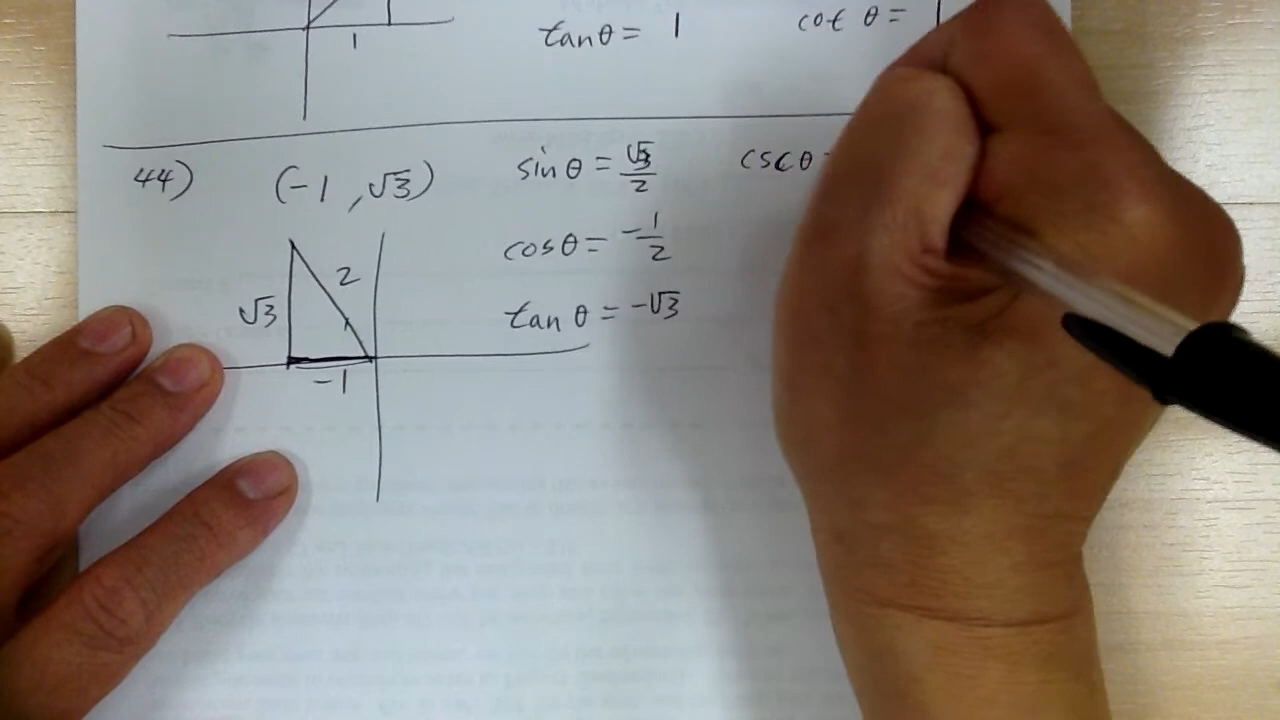 1
tanθ = 1
cot θ = 1
44)
(-1, √3)
sinθ = √3/2
cscθ
cosθ = -1/2
tan θ = -√3
√3
2
-1